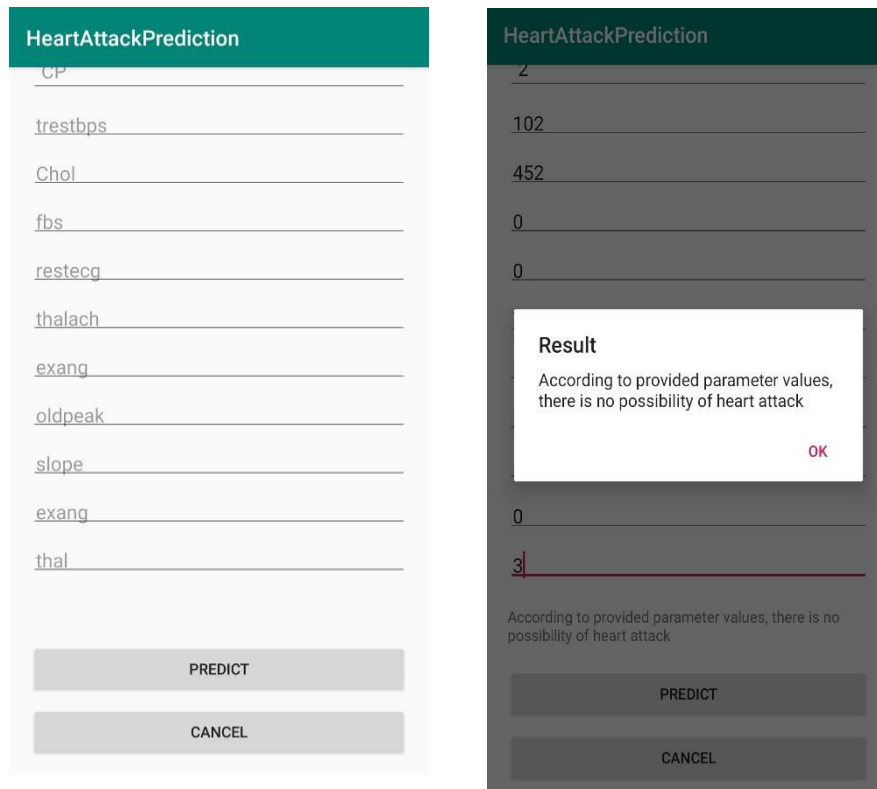 HeartAttackPrediction
CP
trestbps
Chol
fbs
restecg
thalach
exang
oldpeak
slope
exang
thal
PREDICT
CANCEL
HeartAttackPrediction
2
102
452
0
0
Result
According to provided parameter values,
there is no possibility of heart attack
OK
0
3
According to provided parameter values, there is no
possibility of heart attack
PREDICT
CANCEL